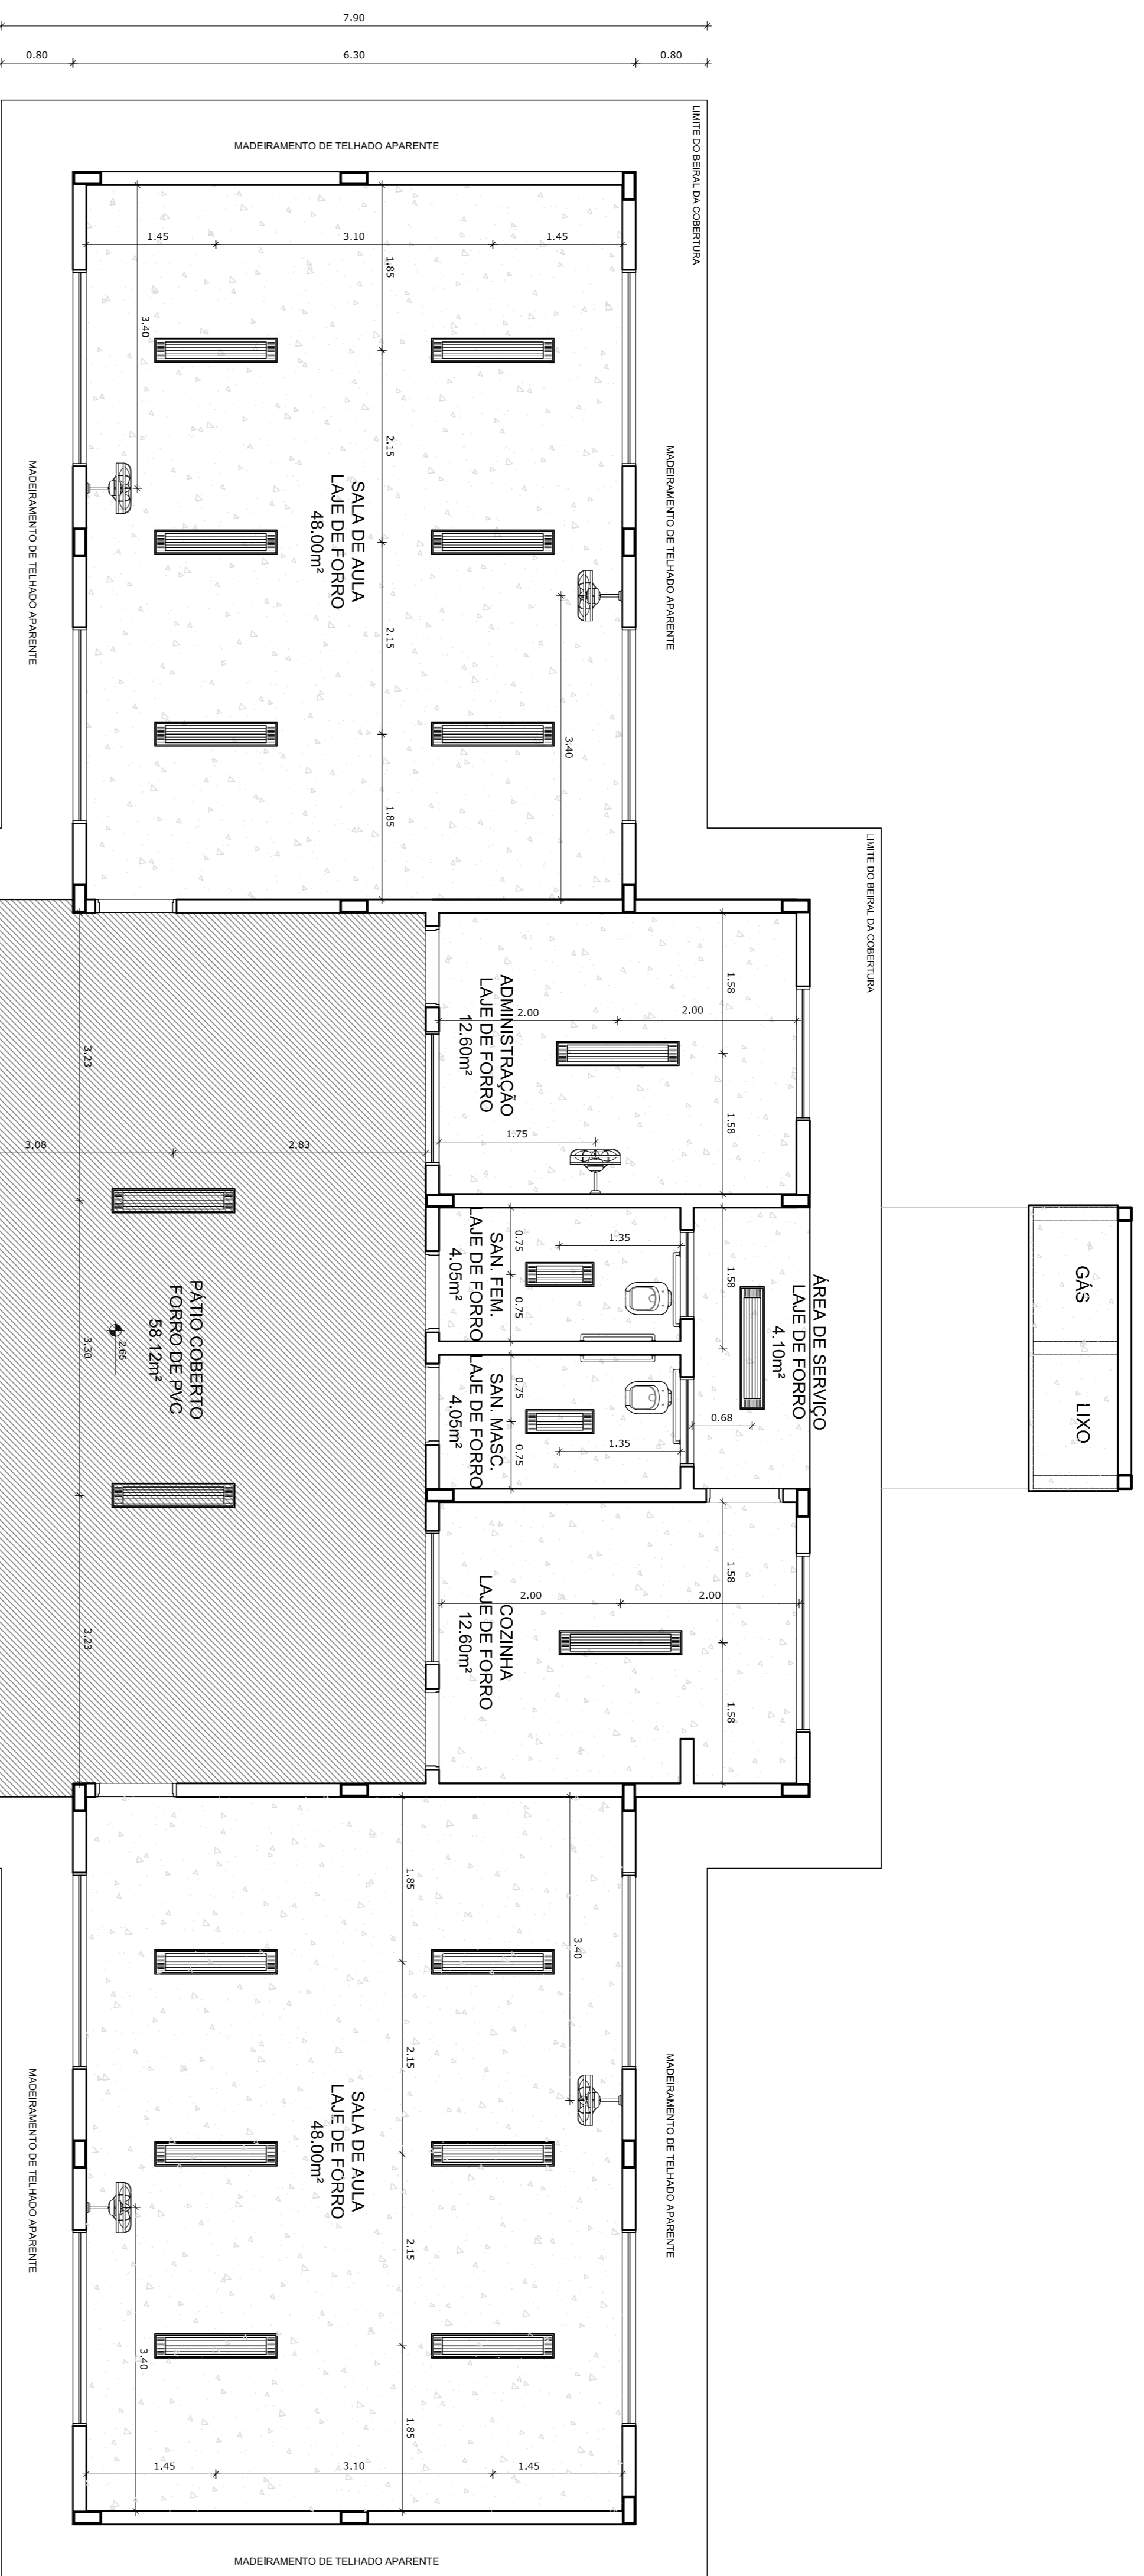 7.90
0.80
6.30
0.80
LIMITE DO BEIRAL DA COBERTURA
MADEIRAMENTO DE TELHADO APARENTE
1.45
3.10
1.45
1.85
3.40
2.15
MADEIRAMENTO DE TELHADO APARENTE
MADEIRAMENTO DE TELHADO APARENTE
SALA DE AULA
LAJE DE FORRO
48.00m²
2.15
3.40
1.85
LIMITE DO BEIRAL DA COBERTURA
1.58
ADMINISTRAÇÃO
LAJE DE FORRO
12.60m²
2.00
2.00
3.23
1.58
1.75
3.08
2.83
SAN. FEM.
LAJE DE FORRO
4.05m²
0.75
1.35
0.75
1.58
ÁREA DE SERVIÇO
LAJE DE FORRO
4.10m²
GÁS
LIXO
PÁTIO COBERTO
FORRO DE PVC
58.12m²
2.65
3.30
SAN. MASC.
LAJE DE FORRO
4.05m²
0.75
0.68
1.35
0.75
1.58
COZINHA
LAJE DE FORRO
12.60m²
2.00
2.00
3.23
1.58
1.85
3.40
2.15
MADEIRAMENTO DE TELHADO APARENTE
MADEIRAMENTO DE TELHADO APARENTE
SALA DE AULA
LAJE DE FORRO
48.00m²
2.15
3.40
1.85
1.45
3.10
1.45
MADEIRAMENTO DE TELHADO APARENTE